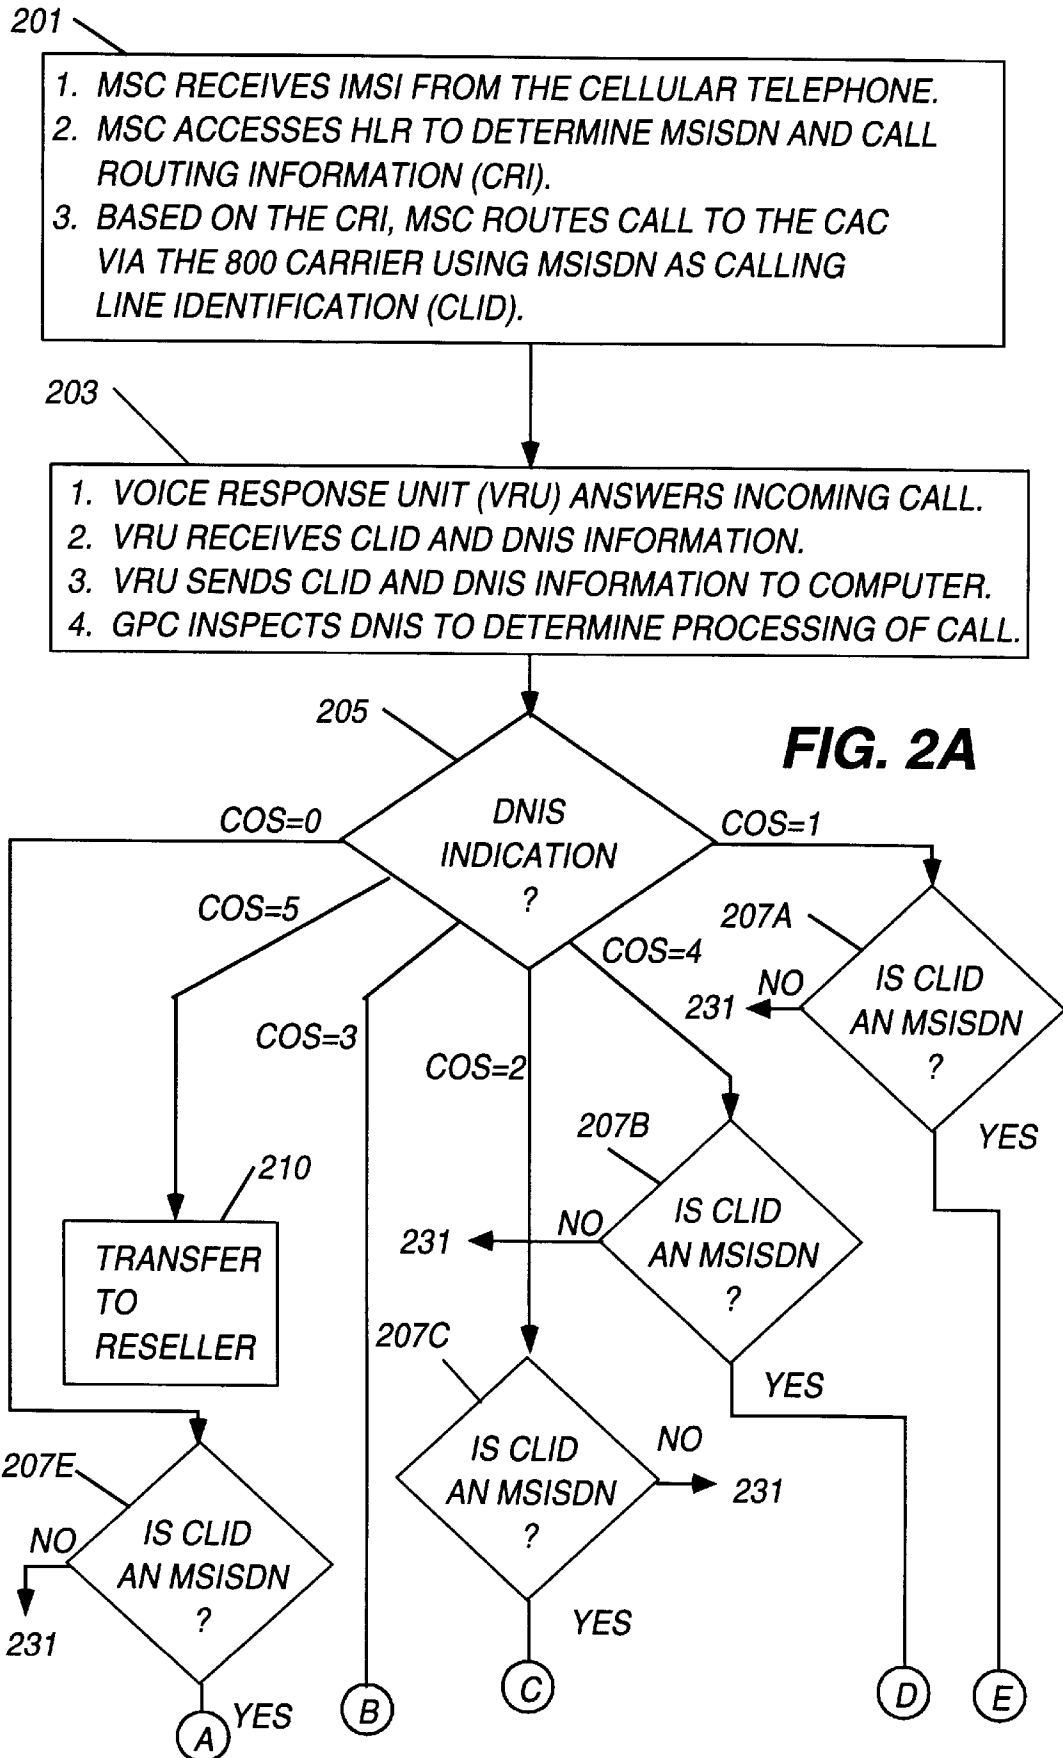 201
1. MSC RECEIVES IMSI FROM THE CELLULAR TELEPHONE.
2. MSC ACCESSES HLR TO DETERMINE MSISDN AND CALL
ROUTING INFORMATION (CRI).
3. BASED ON THE CRI, MSC ROUTES CALL TO THE CAC
VIA THE 800 CARRIER USING MSISDN AS CALLING
LINE IDENTIFICATION (CLID).
203
1. VOICE RESPONSE UNIT (VRU) ANSWERS INCOMING CALL.
2. VRU RECEIVES CLID AND DNIS INFORMATION.
3. VRU SENDS CLID AND DNIS INFORMATION TO COMPUTER.
4. GPC INSPECTS DNIS TO DETERMINE PROCESSING OF CALL.
205
FIG. 2A
DNIS
INDICATION
?
COS=0
COS=1
COS=5
COS=4
COS=3
COS=2
207A
IS CLID
AN MSISDN
?
NO
231
YES
207B
IS CLID
AN MSISDN
?
NO
231
YES
210
TRANSFER
TO
RESELLER
207C
IS CLID
AN MSISDN
?
NO
231
YES
207E
IS CLID
AN MSISDN
?
NO
231
YES
A
B
C
D
E